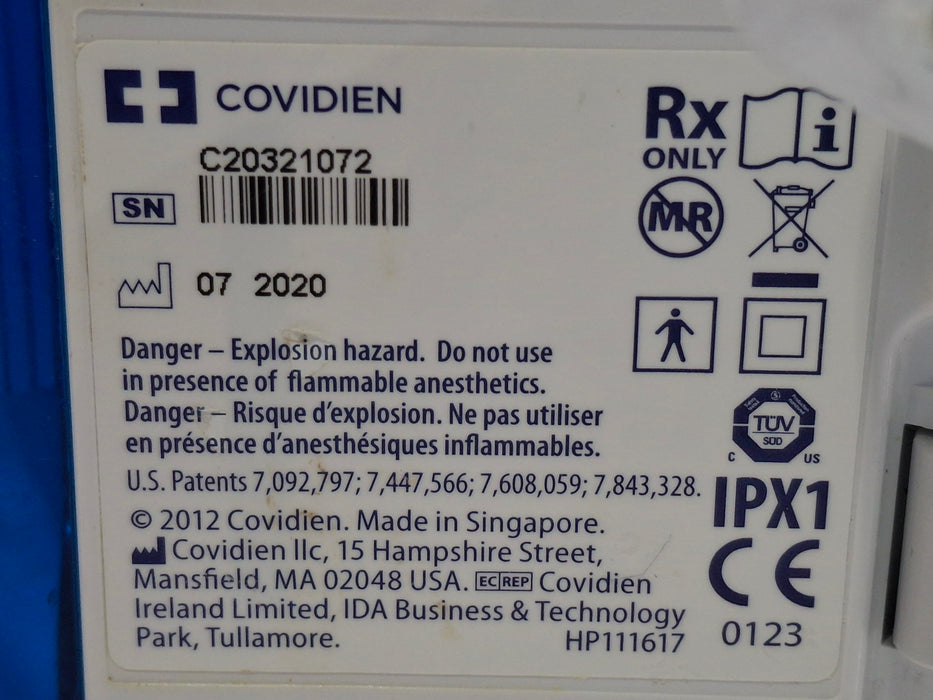 COVIDIEN
C20321072
SN
07 2020
Rx
ONLY
i
MR
Danger – Explosion hazard. Do not use
in presence of flammable anesthetics.
Danger – Risque d'explosion. Ne pas utiliser
en présence d'anesthésiques inflammables.
U.S. Patents 7,092,797; 7,447,566; 7,608,059; 7,843,328.
© 2012 Covidien. Made in Singapore.
Covidien llc, 15 Hampshire Street,
Mansfield, MA 02048 USA. EC REP Covidien
Ireland Limited, IDA Business & Technology
Park, Tullamore.
HP111617
TÜV
SÜD
C US
IPX1
CE
0123